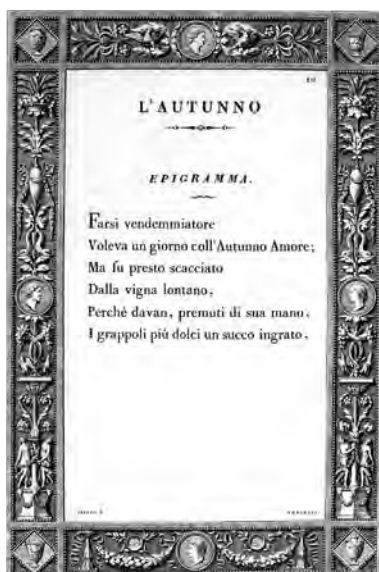 L'AUTUNNO
EPIGRAMMA.
Farsi vendemmiatore
Voleva un giorno coll'Autunno Amore;
Ma fu presto scacciato
Dalla vigna lontano,
Perchè davan, premuti di sua mano,
I grappoli più dolci un succo ingrato.